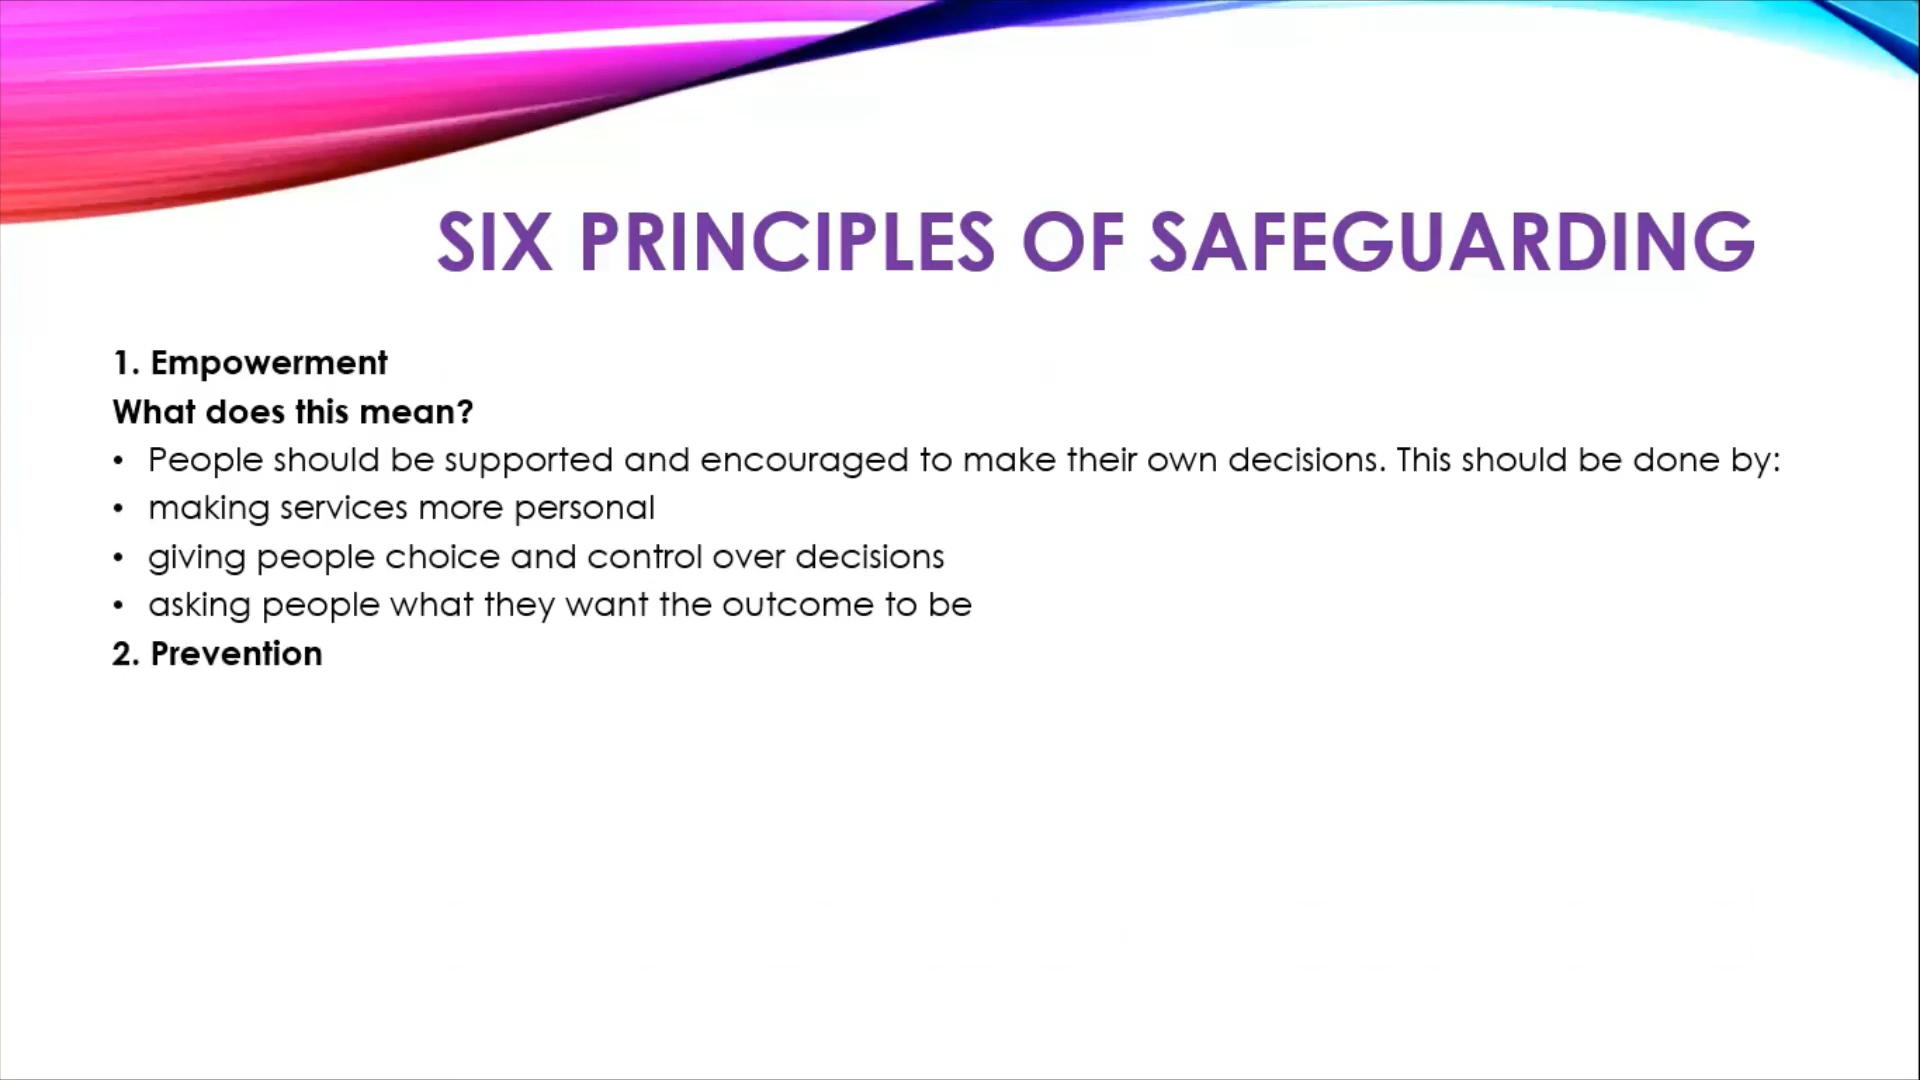 SIX PRINCIPLES OF SAFEGUARDING
1. Empowerment
What does this mean?
• People should be supported and encouraged to make their own decisions. This should be done by:
• making services more personal
• giving people choice and control over decisions
• asking people what they want the outcome to be
2. Prevention